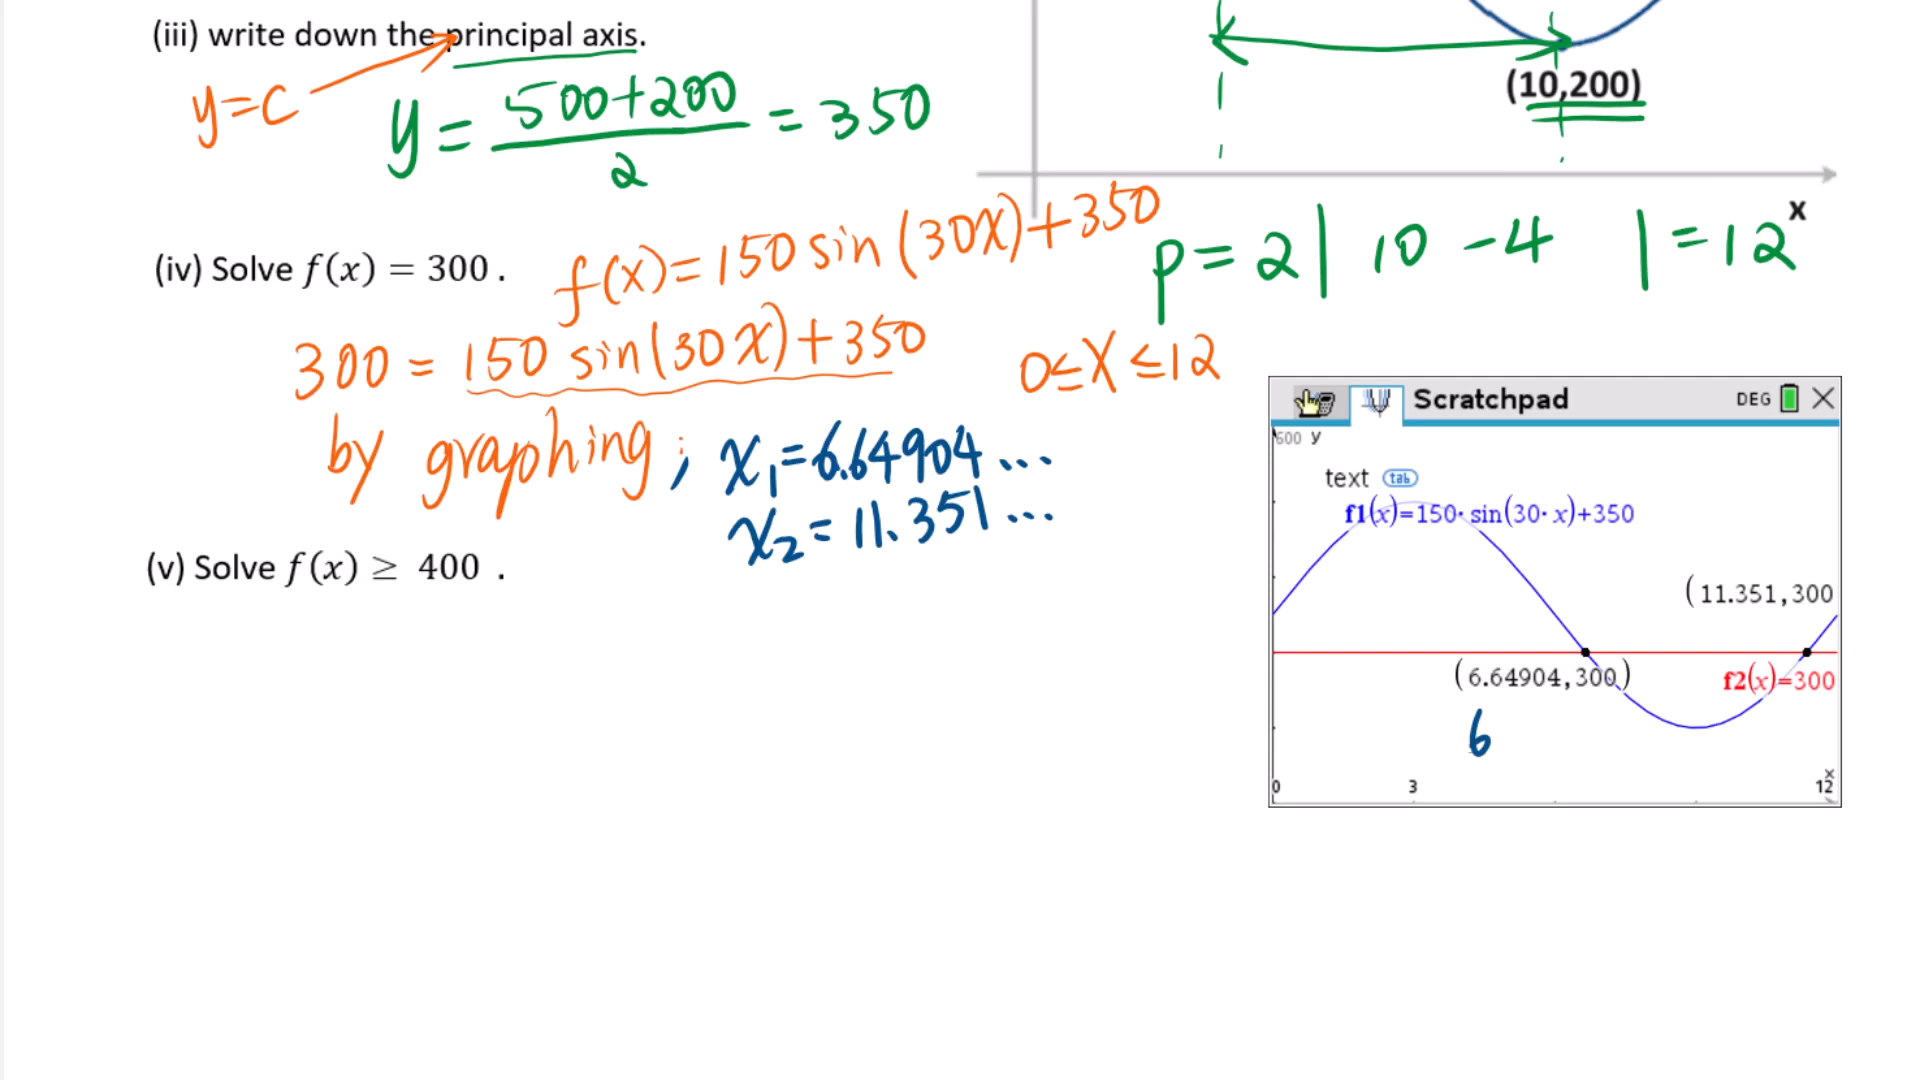 (iii) write down the principal axis.
y=c
y = (500+200)/2 = 350
(10,200)
x
(iv) Solve f(x) = 300 .
f(x)=150 sin (30x)+350
p = 2 | 10 - 4 | = 12
300 = 150 sin(30x)+350
0≤x≤12
by graphing; x₁=6.64904...
x₂ = 11.351...
(v) Solve f(x) ≥ 400 .
Scratchpad
DEG
600 y
text tab
f1(x)=150·sin(30·x)+350
(11.351,300
(6.64904,300)
f2(x)=300
6
0 3 12
x